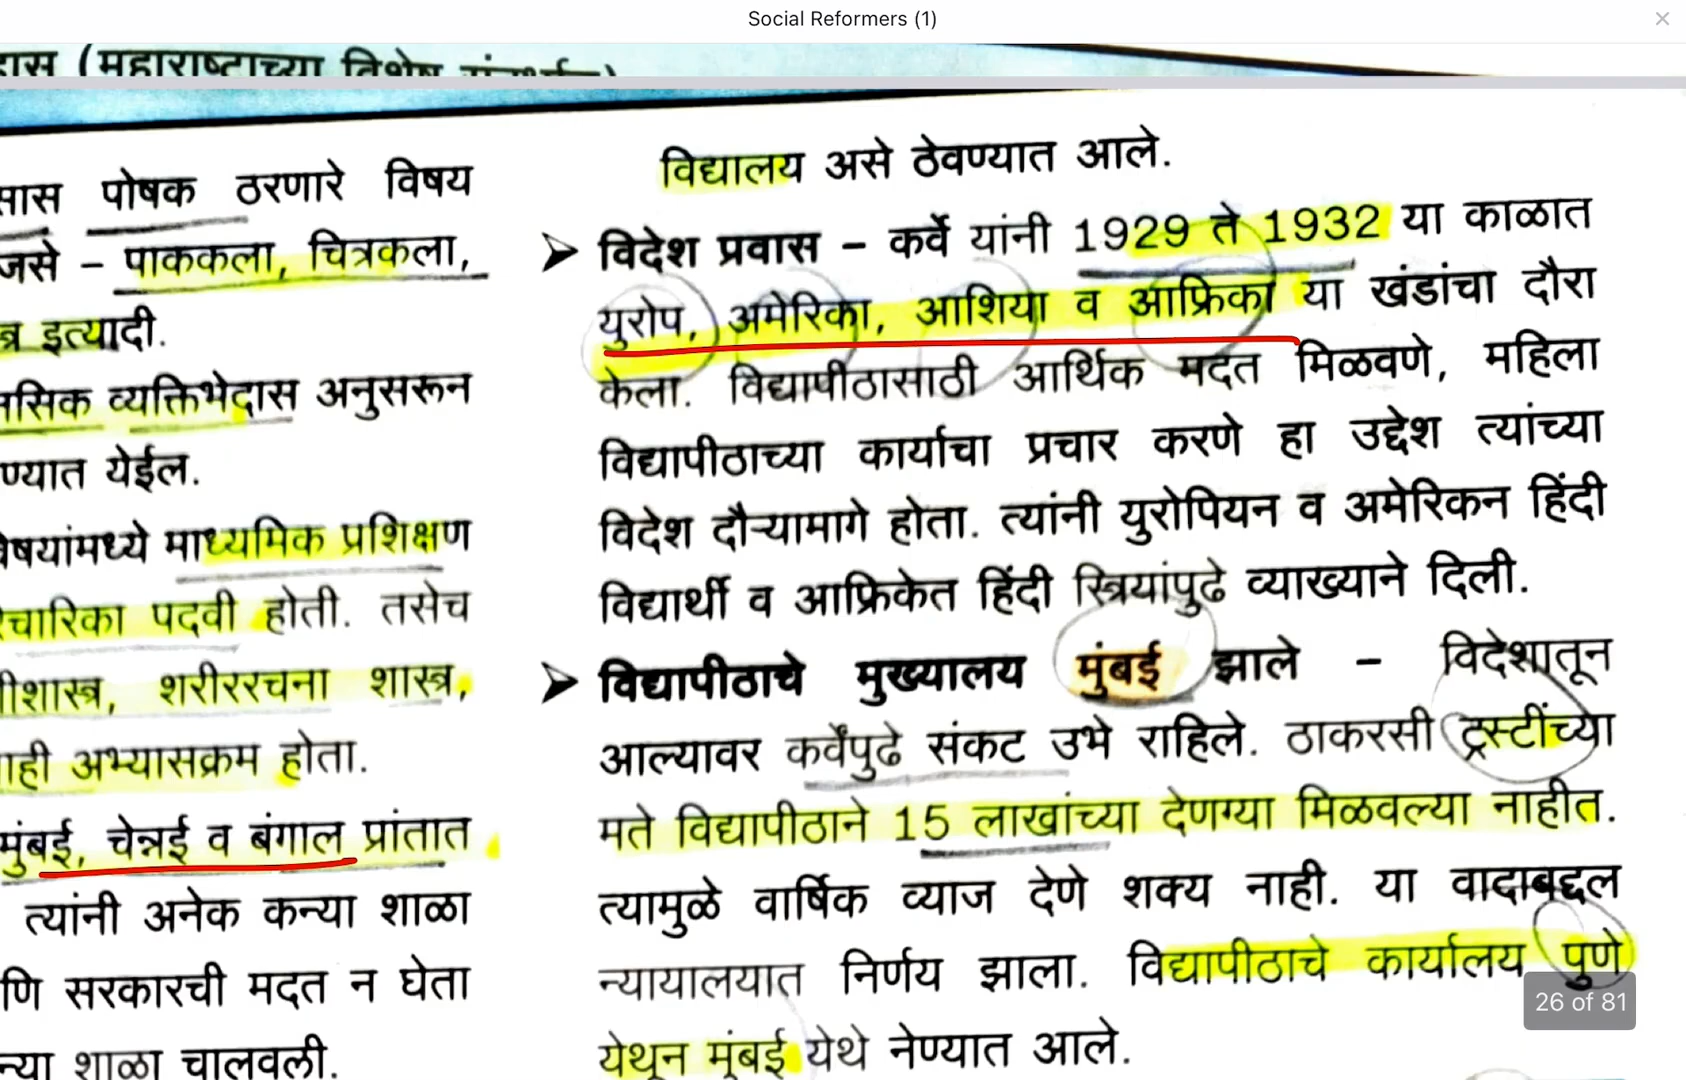 Social Reformers (1)
(महाराष्ट्राच्या विशेष
पोषक ठरणारे विषय
जसे – पाककला, चित्रकला,
इत्यादी.
व्यक्तिभेदास अनुसरून
येईल.
माध्यमिक प्रशिक्षण
पदवी होती. तसेच
शरीररचना शास्त्र,
अभ्यासक्रम होता.
मुंबई, चेन्नई व बंगाल प्रांतात
त्यांनी अनेक कन्या शाळा
सरकारची मदत न घेता
शाळा चालवली.
विद्यालय असे ठेवण्यात आले.
➤ विदेश प्रवास – कर्वे यांनी 1929 ते 1932 या काळात
युरोप, अमेरिका, आशिया व आफ्रिका या खंडांचा दौरा
केला. विद्यापीठासाठी आर्थिक मदत मिळवणे, महिला
विद्यापीठाच्या कार्याचा प्रचार करणे हा उद्देश त्यांच्या
विदेश दौऱ्यामागे होता. त्यांनी युरोपियन व अमेरिकन हिंदी
विद्यार्थी व आफ्रिकेत हिंदी स्त्रियांपुढे व्याख्याने दिली.
➤ विद्यापीठाचे मुख्यालय मुंबई झाले – विदेशातून
आल्यावर कर्वेंपुढे संकट उभे राहिले. ठाकरसी ट्रस्टींच्या
मते विद्यापीठाने 15 लाखांच्या देणग्या मिळवल्या नाहीत.
त्यामुळे वार्षिक व्याज देणे शक्य नाही. या वादाबद्दल
न्यायालयात निर्णय झाला. विद्यापीठाचे कार्यालय पुणे
येथून मुंबई येथे नेण्यात आले.
26 of 81